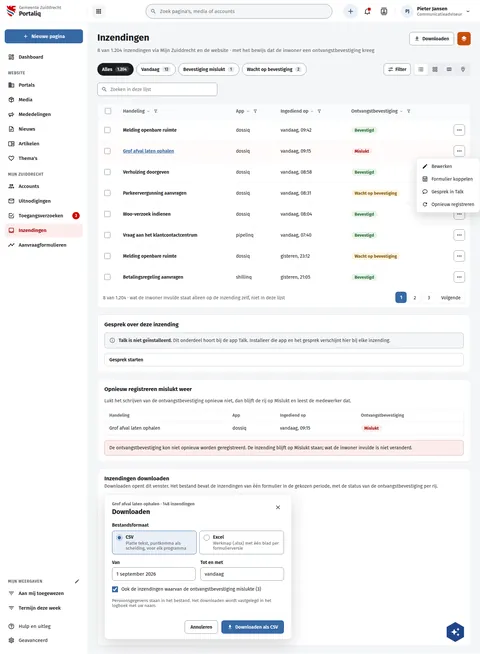 Gemeente Zuiddrecht
Portaliq
Zoek pagina's, media of accounts
Pieter Jansen
Communicatieadviseur
+ Nieuwe pagina
Dashboard
WEBSITE
Portals
Media
Mededelingen
Nieuws
Artikelen
Thema's
MIJN ZUIDDRECHT
Accounts
Uitnodigingen
Toegangsverzoeken
Inzendingen
Aanvraagformulieren
MIJN WEERGAVEN
Aan mij toegewezen
Termijn deze week
Hulp en uitleg
Geavanceerd
Inzendingen
8 van 1.204 inzendingen via Mijn Zuiddrecht en de website - met het bewijs dat de inwoner een ontvangstbevestiging kreeg
Downloaden
Alles 1.204
Vandaag 12
Bevestiging mislukt 1
Wacht op bevestiging 2
Filter
Zoeken in deze lijst
Handeling App Ingediend op Ontvangstbevestiging
Melding openbare ruimte dossiq vandaag, 09:42 Bevestigd
Grof afval laten ophalen dossiq vandaag, 09:15 Mislukt
Verhuizing doorgeven dossiq vandaag, 08:58 Bevestigd
Parkeervergunning aanvragen dossiq vandaag, 08:31 Wacht op bevestiging
Woo-verzoek indienen dossiq vandaag, 08:04 Bevestigd
Vraag aan het klantcontactcentrum pipelinq vandaag, 07:40 Bevestigd
Melding openbare ruimte dossiq gisteren, 23:12 Wacht op bevestiging
Betalingsregeling aanvragen shillinq gisteren, 21:05 Bevestigd
Bewerken
Formulier koppelen
Gesprek in Talk
Opnieuw registreren
8 van 1.204 · wat de inwoner invulde staat alleen op de inzending zelf, niet in deze lijst
1 2 3 Volgende
Gesprek over deze inzending
Talk is niet geïnstalleerd. Dit onderdeel hoort bij de app Talk. Installeer die app en het gesprek verschijnt hier bij elke inzending.
Gesprek starten
Opnieuw registreren mislukt weer
Lukt het schrijven van de ontvangstbevestiging opnieuw niet, dan blijft de rij op Mislukt en leest de medewerker dat.
Handeling App Ingediend op Ontvangstbevestiging
Grof afval laten ophalen dossiq vandaag, 09:15 Mislukt
De ontvangstbevestiging kon niet opnieuw worden geregistreerd. De inzending blijft op Mislukt staan; wat de inwoner invulde is niet veranderd.
Inzendingen downloaden
Downloaden opent dit venster. Het bestand bevat de inzendingen van één formulier in de gekozen periode, met de status van de ontvangstbevestiging per rij.
Grof afval laten ophalen · 148 inzendingen
Downloaden
Bestandsformaat
CSV
Platte tekst, puntkomma als scheiding, voor elk programma
Excel
Werkmap (.xlsx) met één blad per formulierversie
Van
1 september 2026
Tot en met
vandaag
Ook de inzendingen waarvan de ontvangstbevestiging mislukte (3)
Persoonsgegevens staan in het bestand. Het downloaden wordt vastgelegd in het logboek met uw naam.
Annuleren
Downloaden als CSV